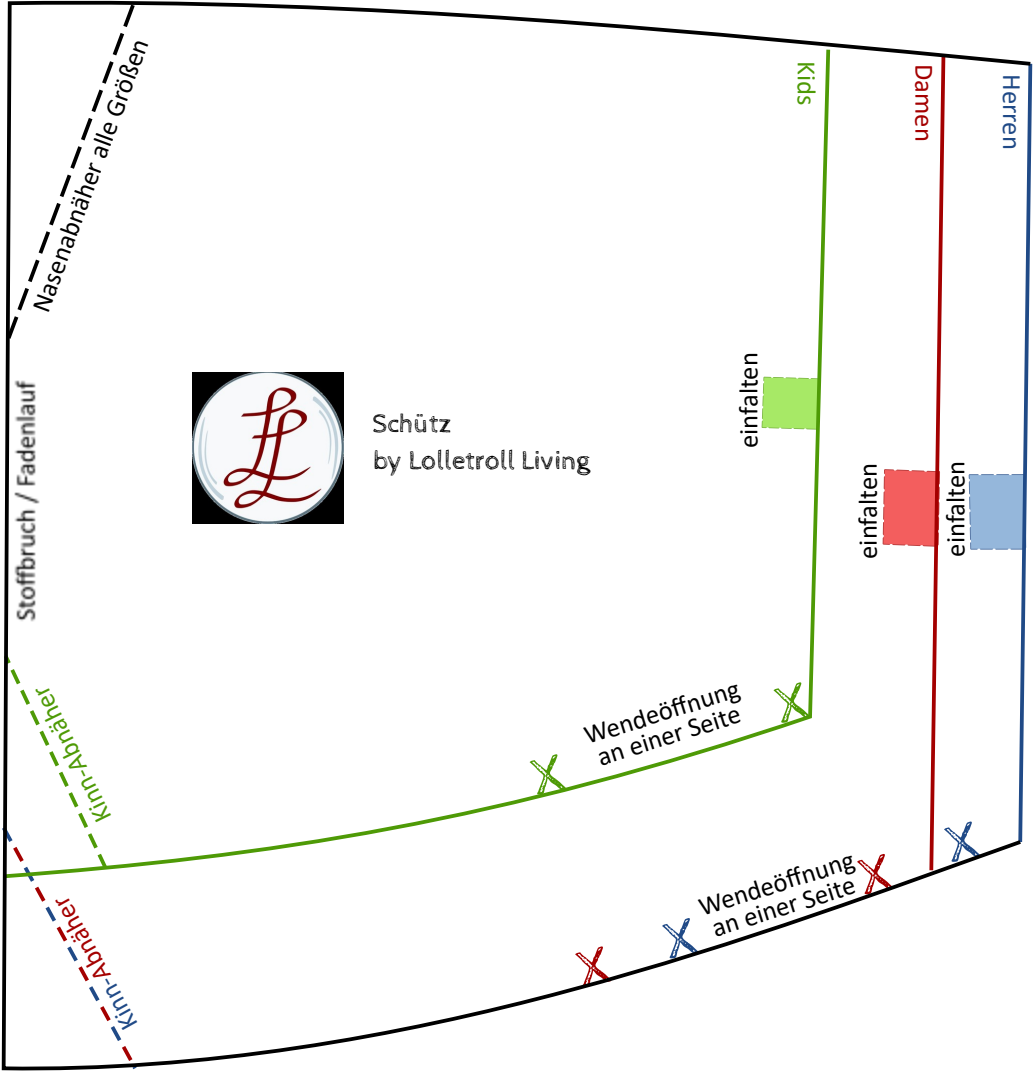 Nasenabnäher alle Größen
Kids
Damen
Herren
Stoffbruch / Fadenlauf
LL
Schütz
by Lolletroll Living
einfalten
einfalten
einfalten
Kinn-Abnäher
Wendeöffnung
an einer Seite
X
X
Kinn-Abnäher
Wendeöffnung
an einer Seite
X
X
X
X